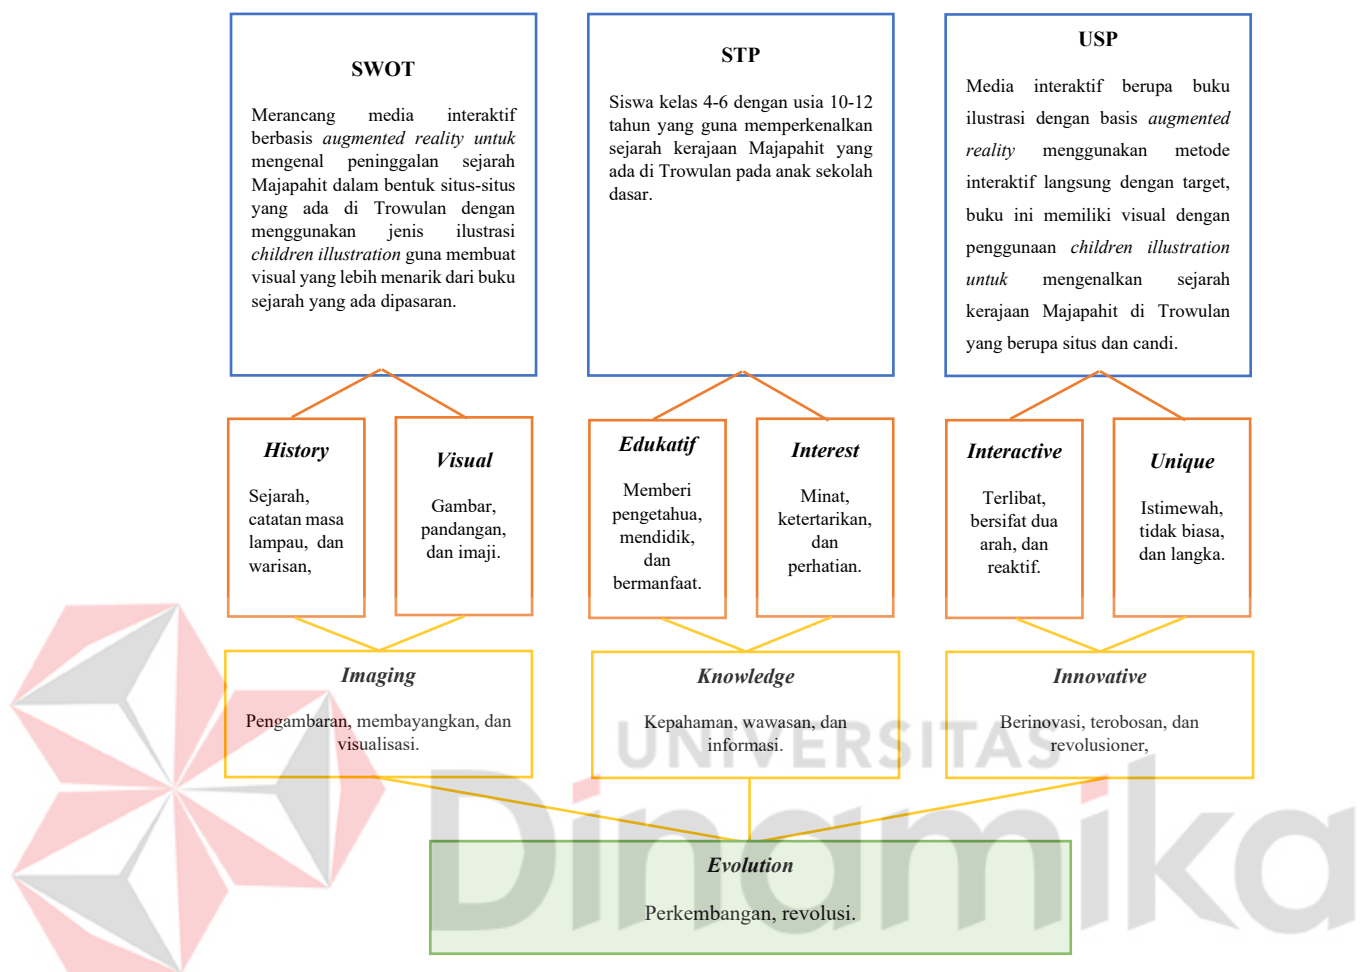 SWOT
Merancang media interaktif
berbasis augmented reality untuk
mengenal peninggalan sejarah
Majapahit dalam bentuk situs-situs
yang ada di Trowulan dengan
menggunakan jenis ilustrasi
children illustration guna membuat
visual yang lebih menarik dari buku
sejarah yang ada dipasaran.
STP
Siswa kelas 4-6 dengan usia 10-12
tahun yang guna memperkenalkan
sejarah kerajaan Majapahit yang
ada di Trowulan pada anak sekolah
dasar.
USP
Media interaktif berupa buku
ilustrasi dengan basis augmented
reality menggunakan metode
interaktif langsung dengan target,
buku ini memiliki visual dengan
penggunaan children illustration
untuk mengenalkan sejarah
kerajaan Majapahit di Trowulan
yang berupa situs dan candi.
History
Sejarah,
catatan masa
lampau, dan
warisan,
Visual
Gambar,
pandangan,
dan imaji.
Edukatif
Memberi
pengetahua,
mendidik,
dan
bermanfaat.
Interest
Minat,
ketertarikan,
dan
perhatian.
Interactive
Terlibat,
bersifat dua
arah, dan
reaktif.
Unique
Istimewah,
tidak biasa,
dan langka.
Imaging
Pengambaran, membayangkan, dan
visualisasi.
Knowledge
Kepahaman, wawasan, dan
informasi.
Innovative
Berinovasi, terobosan, dan
revolusioner,
Evolution
Perkembangan, revolusi.
UNIVERSITAS
Dinamika